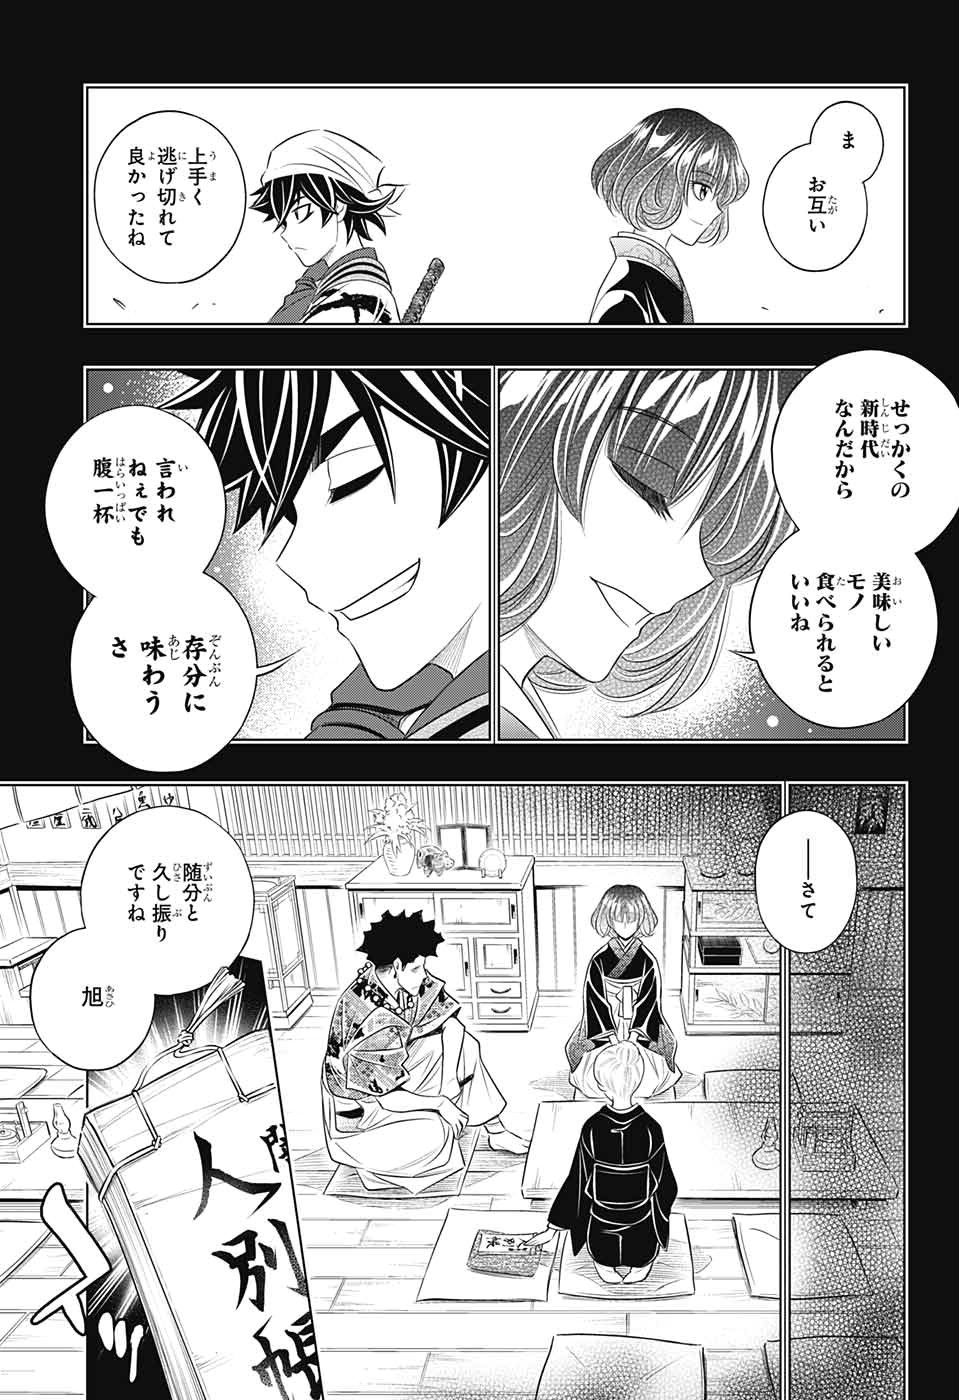 ま
お互い
上手く
逃げ切れて
良かったね
せっかくの
新時代
なんだから
美味しい
モノ
食べられると
いいね
言われ
ねぇでも
腹一杯
存分に
味わう
さ
――さて
随分と
久し振り
ですね
旭
人別帳